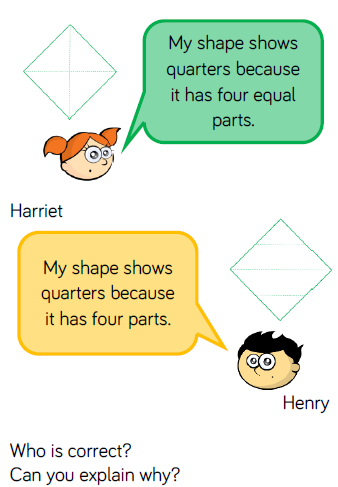 My shape shows
quarters because
it has four equal
parts.
Harriet
My shape shows
quarters because
it has four parts.
Henry
Who is correct?
Can you explain why?